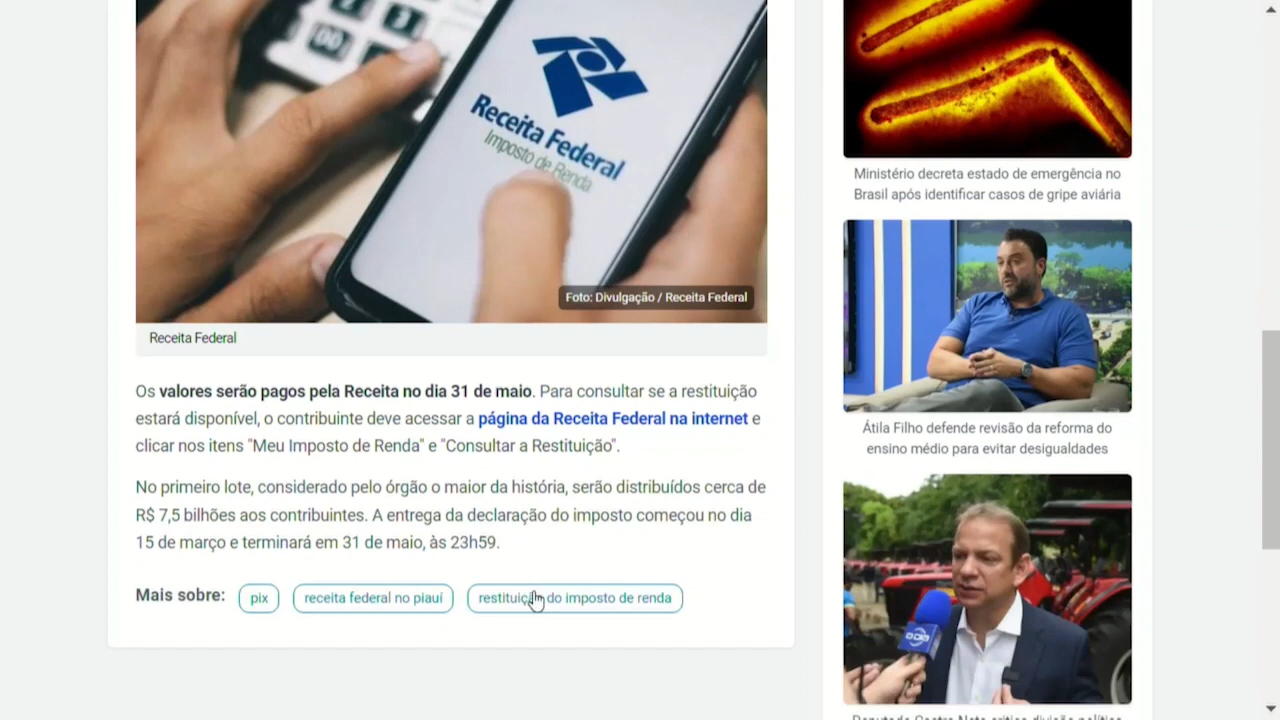 Receita Federal
Imposto de Renda
Foto: Divulgação / Receita Federal
Receita Federal
Os valores serão pagos pela Receita no dia 31 de maio. Para consultar se a restituição
estará disponível, o contribuinte deve acessar a página da Receita Federal na internet e
clicar nos itens "Meu Imposto de Renda" e "Consultar a Restituição".
No primeiro lote, considerado pelo órgão o maior da história, serão distribuídos cerca de
R$ 7,5 bilhões aos contribuintes. A entrega da declaração do imposto começou no dia
15 de março e terminará em 31 de maio, às 23h59.
Mais sobre: pix receita federal no piauí restituição do imposto de renda
Ministério decreta estado de emergência no
Brasil após identificar casos de gripe aviária
Átila Filho defende revisão da reforma do
ensino médio para evitar desigualdades
O DIA